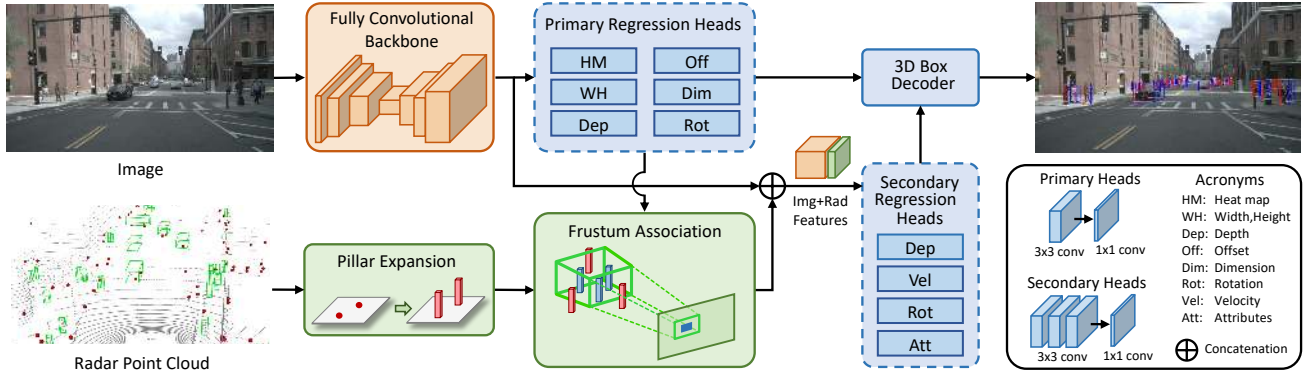 Fully Convolutional
Backbone
Primary Regression Heads
HM
Off
WH
Dim
Dep
Rot
3D Box
Decoder
Image
Img+Rad
Features
Secondary
Regression
Heads
Dep
Vel
Rot
Att
Pillar Expansion
Frustum Association
Radar Point Cloud
Primary Heads
3x3 conv
1x1 conv
Secondary Heads
3x3 conv
1x1 conv
Acronyms
HM: Heat map
WH: Width,Height
Dep: Depth
Off: Offset
Dim: Dimension
Rot: Rotation
Vel: Velocity
Att: Attributes
Concatenation